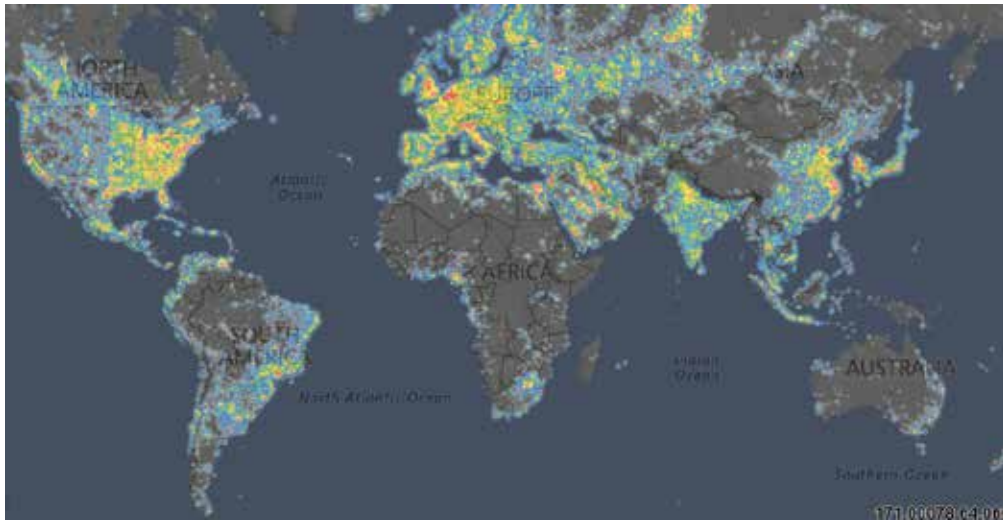 NORTH
AMERICA
EUROPE
ASIA
Atlantic
Ocean
AFRICA
SOUTH
AMERICA
Indian
Ocean
AUSTRALIA
North Atlantic Ocean
Southern Ocean